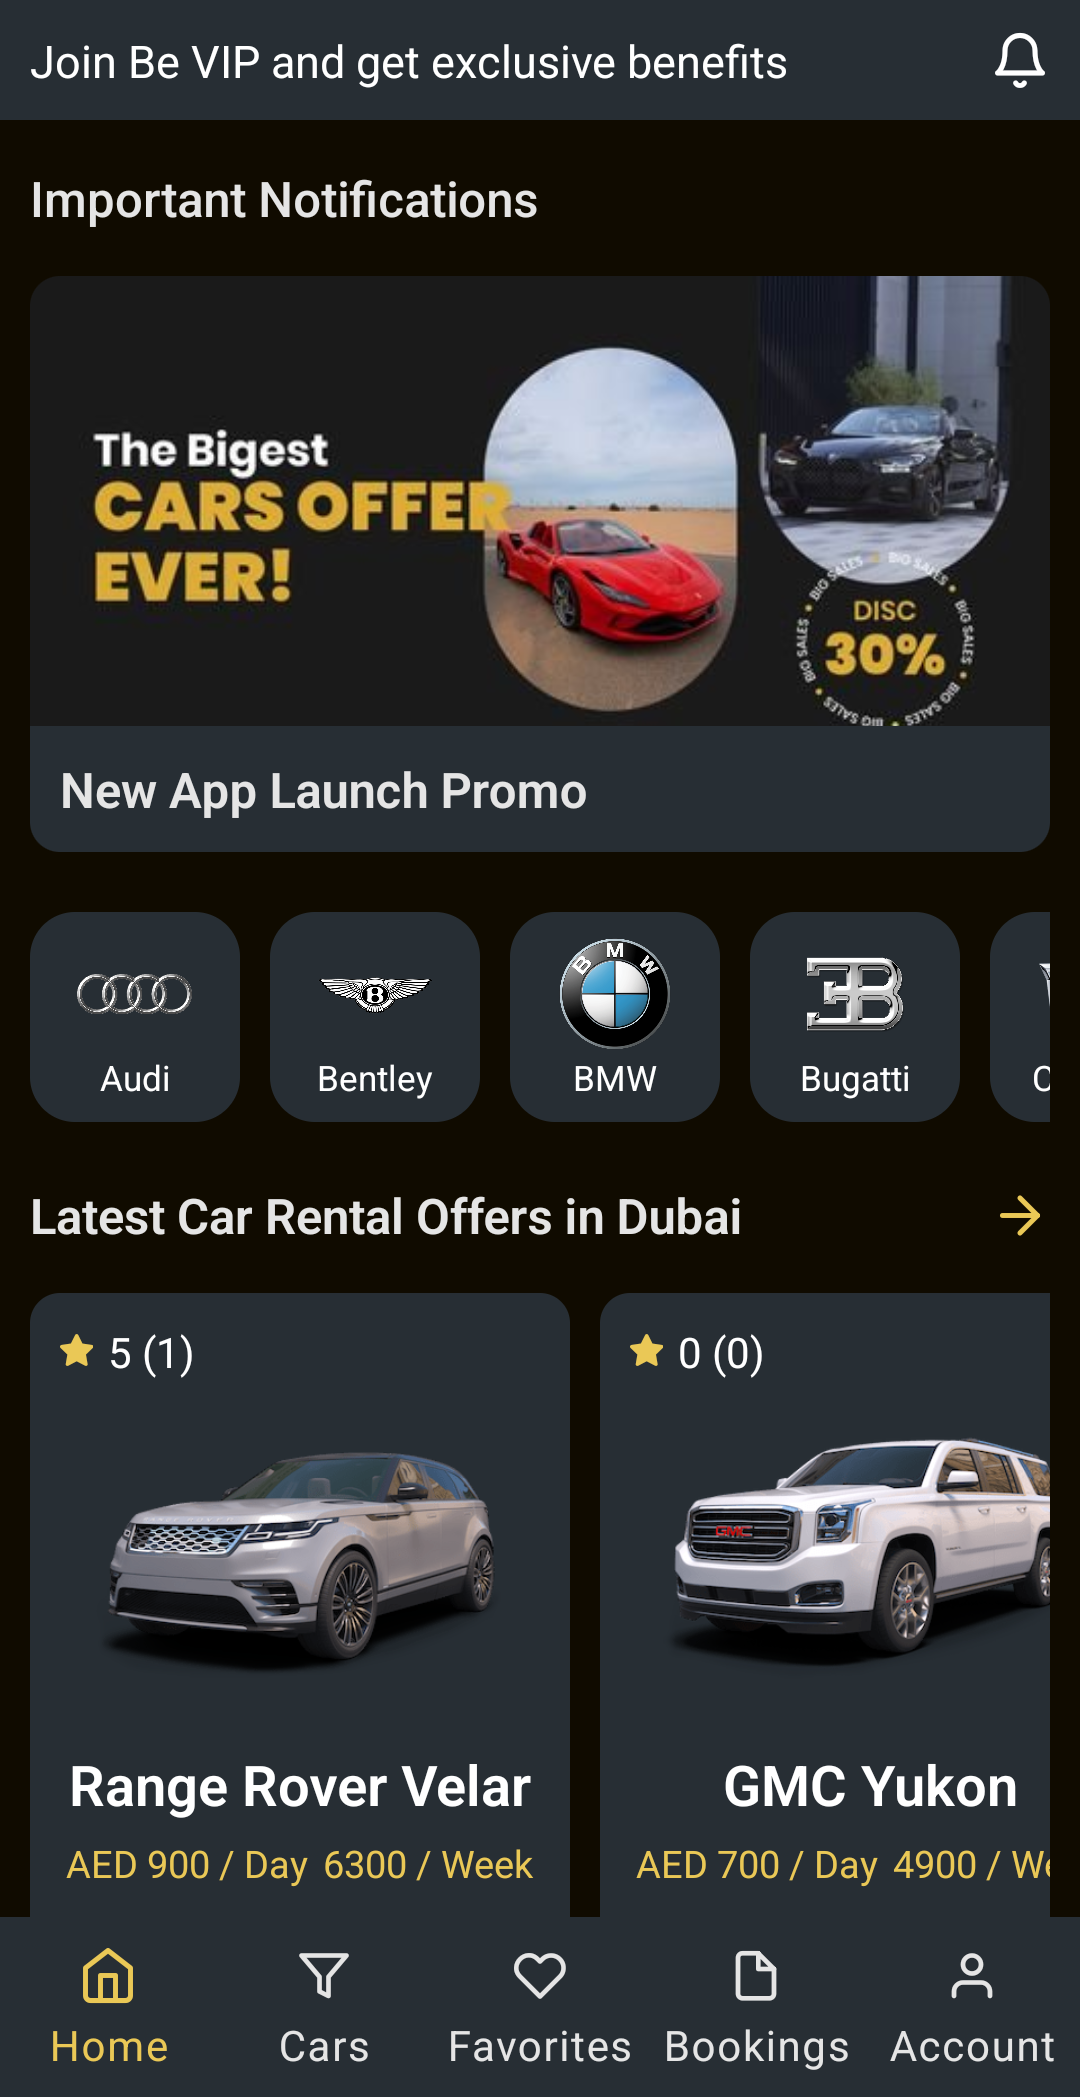 Join Be VIP and get exclusive benefits
Important Notifications
The Bigest
CARS OFFER
EVER!
BIG SALES • BIG SALES • BIG SALES • BIG SALES • BIG SALES • BIG SALES
DISC
30%
New App Launch Promo
B M W
Audi
Bentley
BMW
Bugatti
Latest Car Rental Offers in Dubai
5 (1)
0 (0)
GMC
Range Rover Velar
GMC Yukon
AED 900 / Day 6300 / Week
AED 700 / Day 4900 / We
Home
Cars
Favorites
Bookings
Account